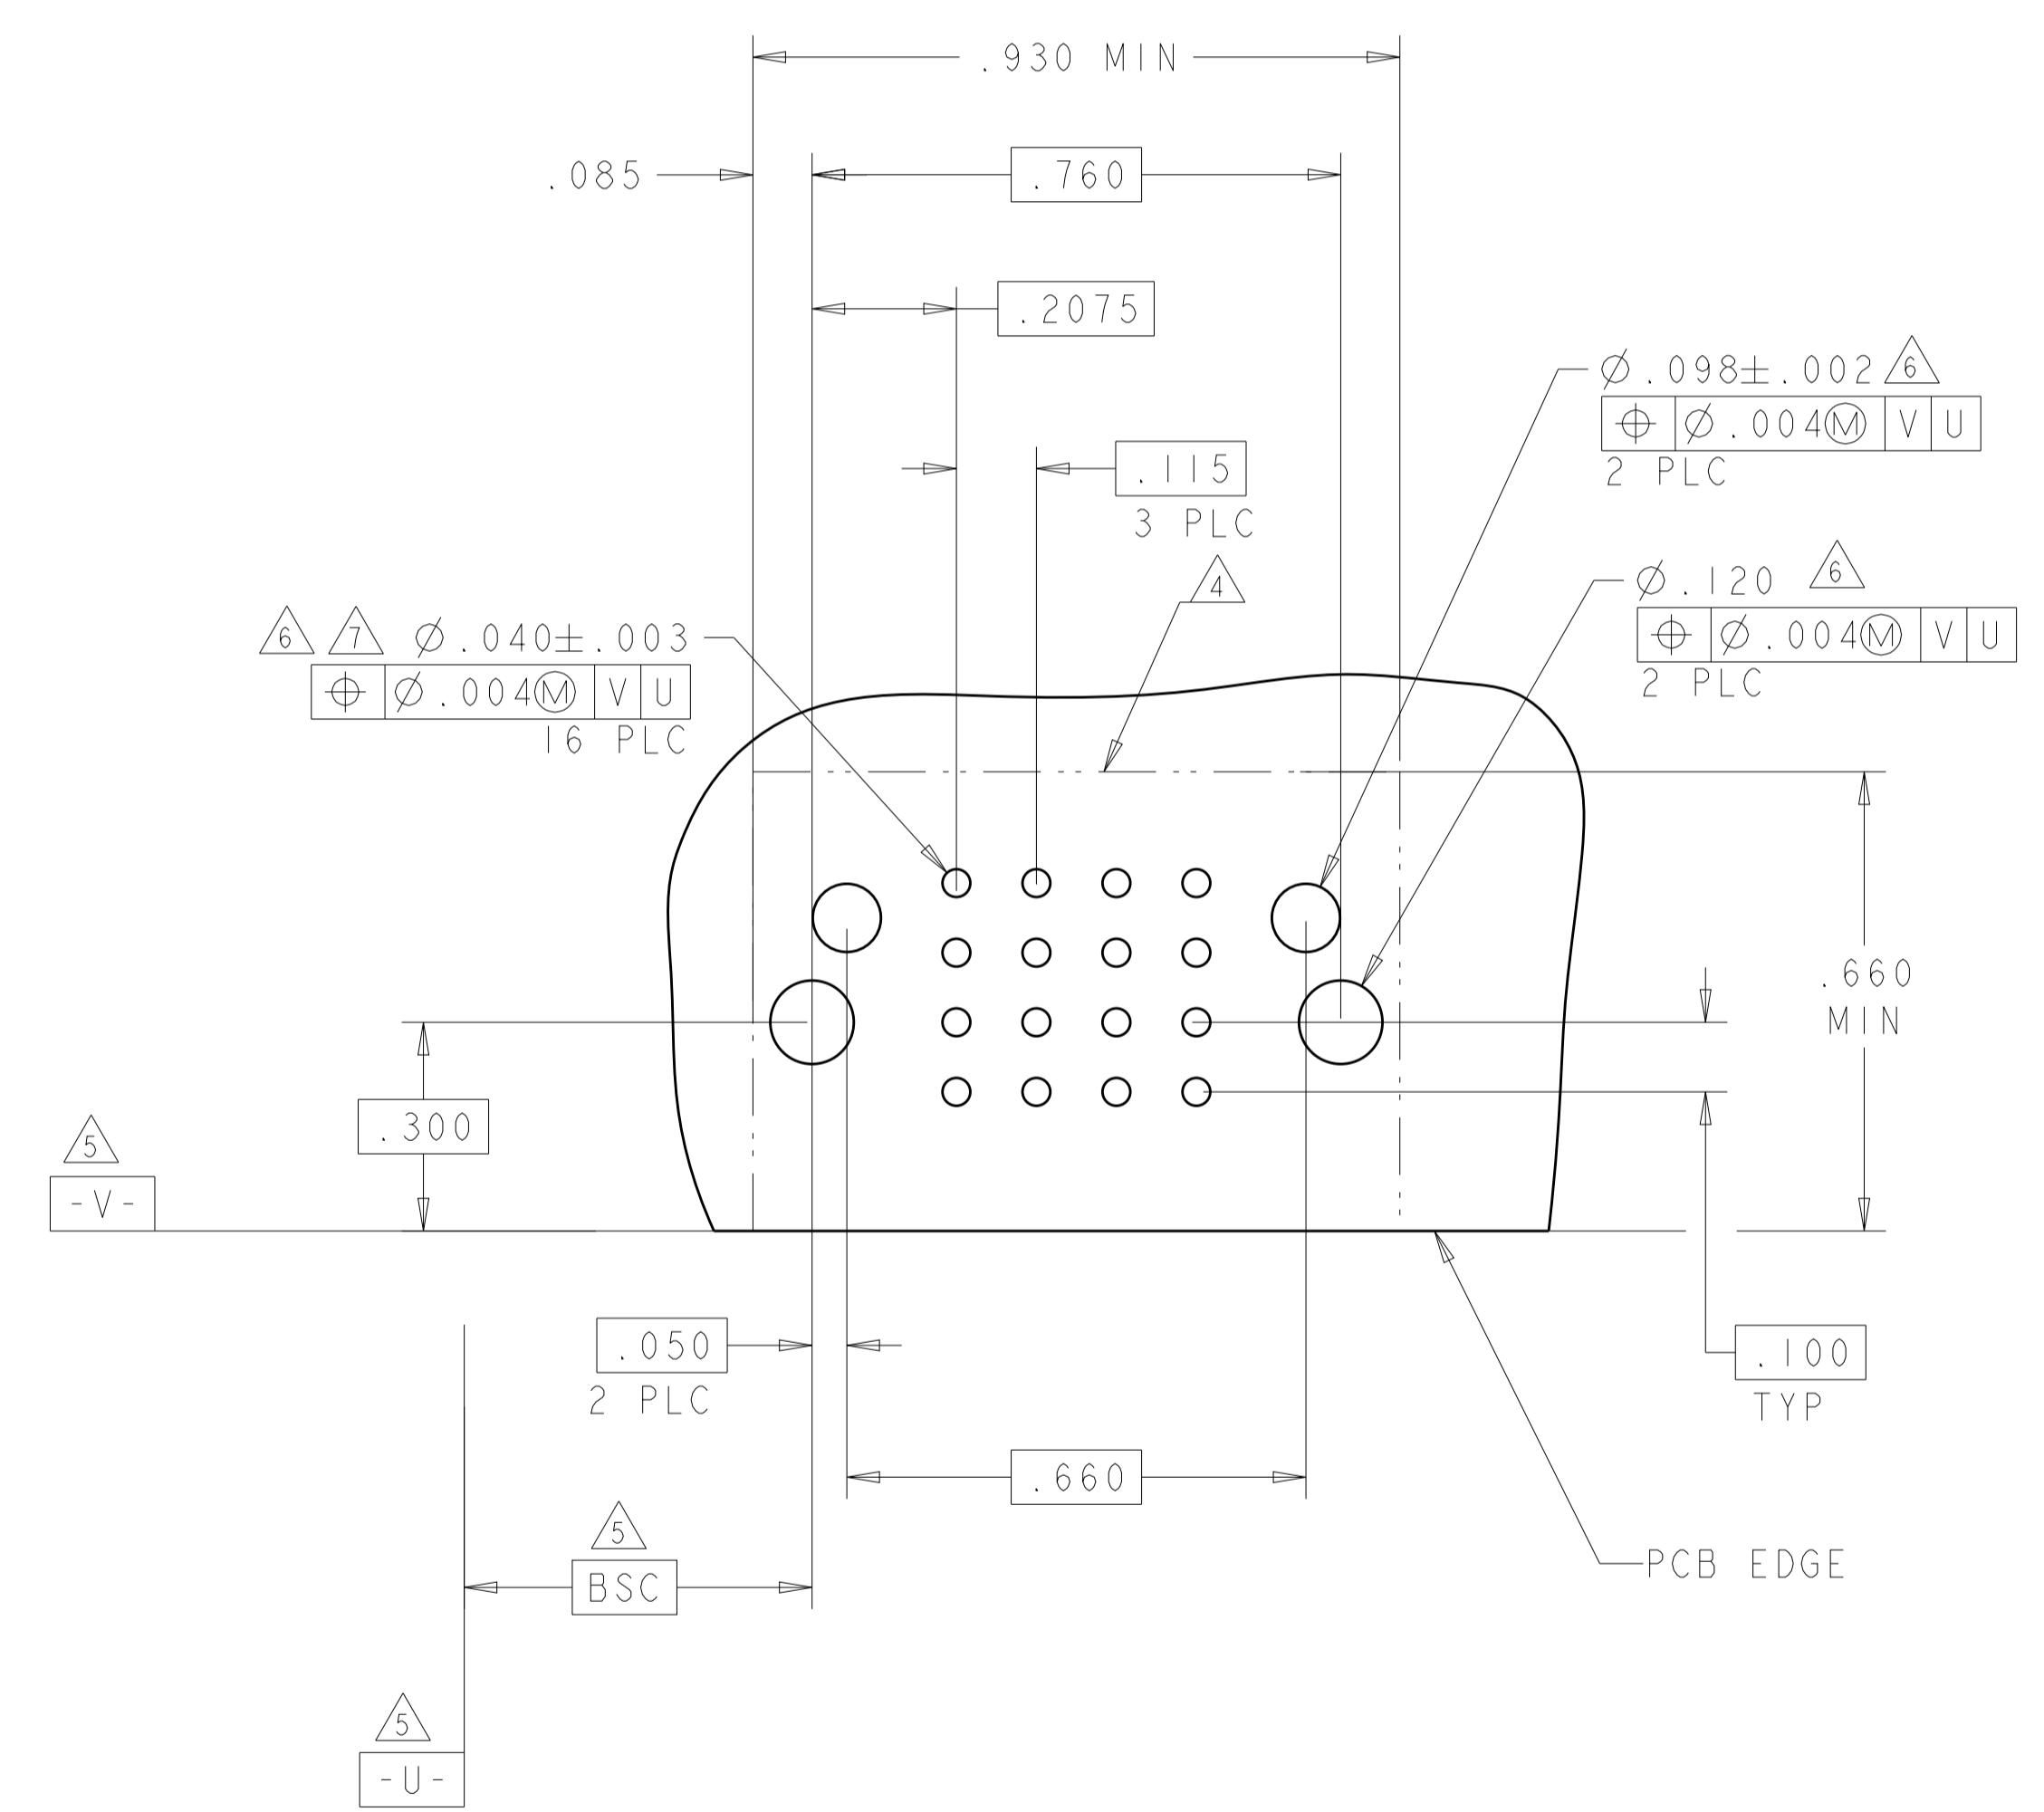 .930 MIN
.085
.760
.2075
⌀.098±.002 6
⌖ ⌀.004Ⓜ V U
2 PLC
.115
3 PLC
4
⌀.120 6
⌖ ⌀.004Ⓜ V U
2 PLC
6 7 ⌀.040±.003
⌖ ⌀.004Ⓜ V U
16 PLC
.660
MIN
.300
5
-V-
.050
2 PLC
.100
TYP
.660
5
BSC
PCB EDGE
5
-U-